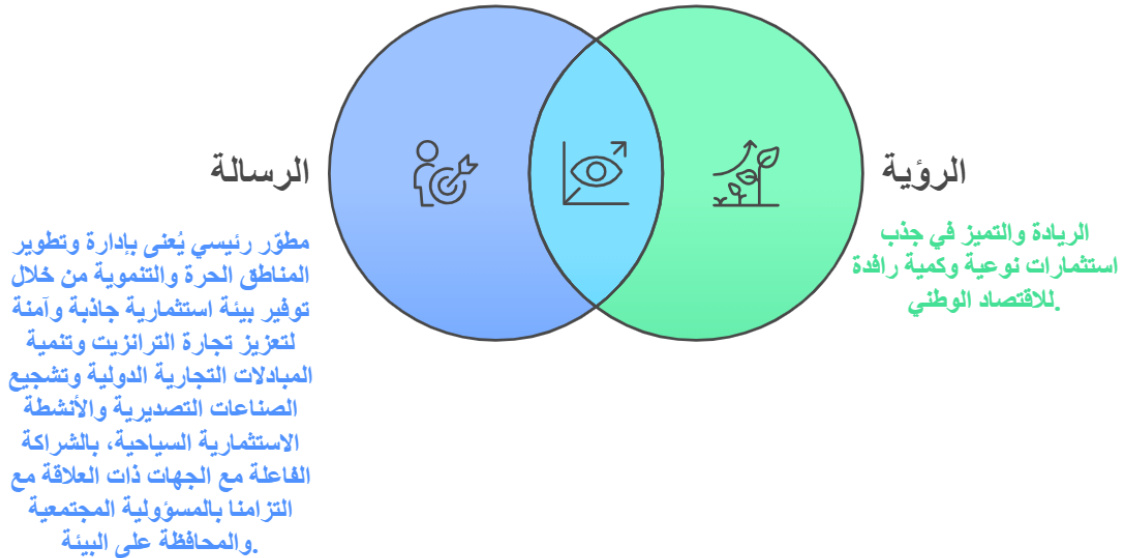 الرؤية
الريادة والتميز في جذب
استثمارات نوعية وكمية رافدة
للاقتصاد الوطني.
الرسالة
مطوّر رئيسي يُعنى بإدارة وتطوير
المناطق الحرة والتنموية من خلال
توفير بيئة استثمارية جاذبة وآمنة
لتعزيز تجارة الترانزيت وتنمية
المبادلات التجارية الدولية وتشجيع
الصناعات التصديرية والأنشطة
الاستثمارية السياحية، بالشراكة
الفاعلة مع الجهات ذات العلاقة مع
التزامنا بالمسؤولية المجتمعية
والمحافظة على البيئة.